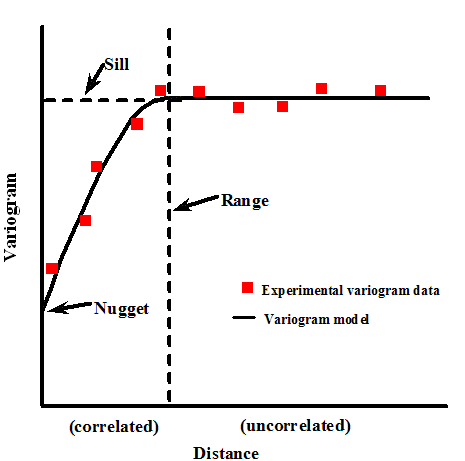 Sill
Variogram
Range
Nugget
Experimental variogram data
Variogram model
(correlated)
(uncorrelated)
Distance